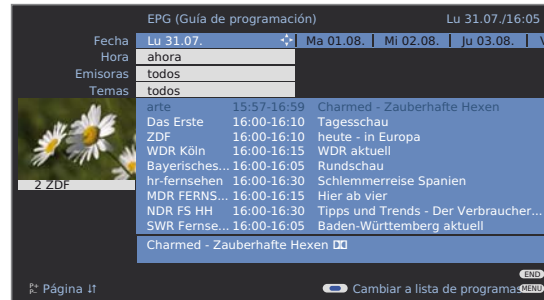 EPG (Guía de programación) Lu 31.07./16:05
Fecha Lu 31.07. Ma 01.08. Mi 02.08. Ju 03.08.
Hora ahora
Emisoras todos
Temas todos
arte 15:57-16:59 Charmed - Zauberhafte Hexen
Das Erste 16:00-16:10 Tagesschau
ZDF 16:00-16:10 heute - in Europa
WDR Köln 16:00-16:15 WDR aktuell
Bayerisches... 16:00-16:05 Rundschau
hr-fernsehen 16:00-16:30 Schlemmerreise Spanien
MDR FERNS... 16:00-16:15 Hier ab vier
NDR FS HH 16:00-16:30 Tipps und Trends - Der Verbraucher...
SWR Fernse... 16:00-16:05 Baden-Württemberg aktuell
2 ZDF
Charmed - Zauberhafte Hexen
END
P+ P- Página Cambiar a lista de programas MENU